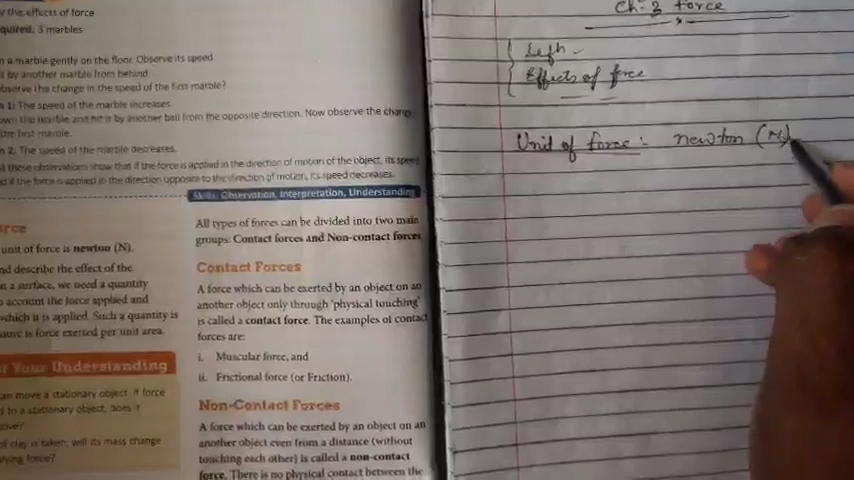 y the effects of force
quired: 3 marbles
n a marble gently on the floor. Observe its speed
it by another marble from behind.
observe the change in the speed of the first marble?
n 1: The speed of the marble increases.
own the marble and hit it by another ball from the opposite direction. Now observe the change
the first marble.
n 2: The speed of the marble decreases.
these observations show that if the force is applied in the direction of motion of the object, its speed
d if the force is applied in the direction opposite to the direction of motion, its speed decreases.
Skills: Observation, Interpretation, Understanding
orce
unit of force is newton (N).
nd describe the effect of the
n a surface, we need a quantity
o account the force applied and
which it is applied. Such a quantity is
ssure is force exerted per unit area.
t Your Understanding
an move a stationary object. If force
d to a stationary object, does it
ove?
of clay is taken; will its mass change
lying force?
All types of forces can be divided into two main
groups: Contact forces and Non-contact forces.
Contact Forces
A force which can be exerted by an object on an
another object only through 'physical touching'
is called a contact force. The examples of contact
forces are:
i. Muscular force, and
ii. Frictional force (or Friction).
Non-Contact Forces
A force which can be exerted by an object on an
another object even from a distance (without
touching each other) is called a non-contact
force. There is no physical contact between the
Ch-3 force
Effects of force
Unit of force :- newton (N)